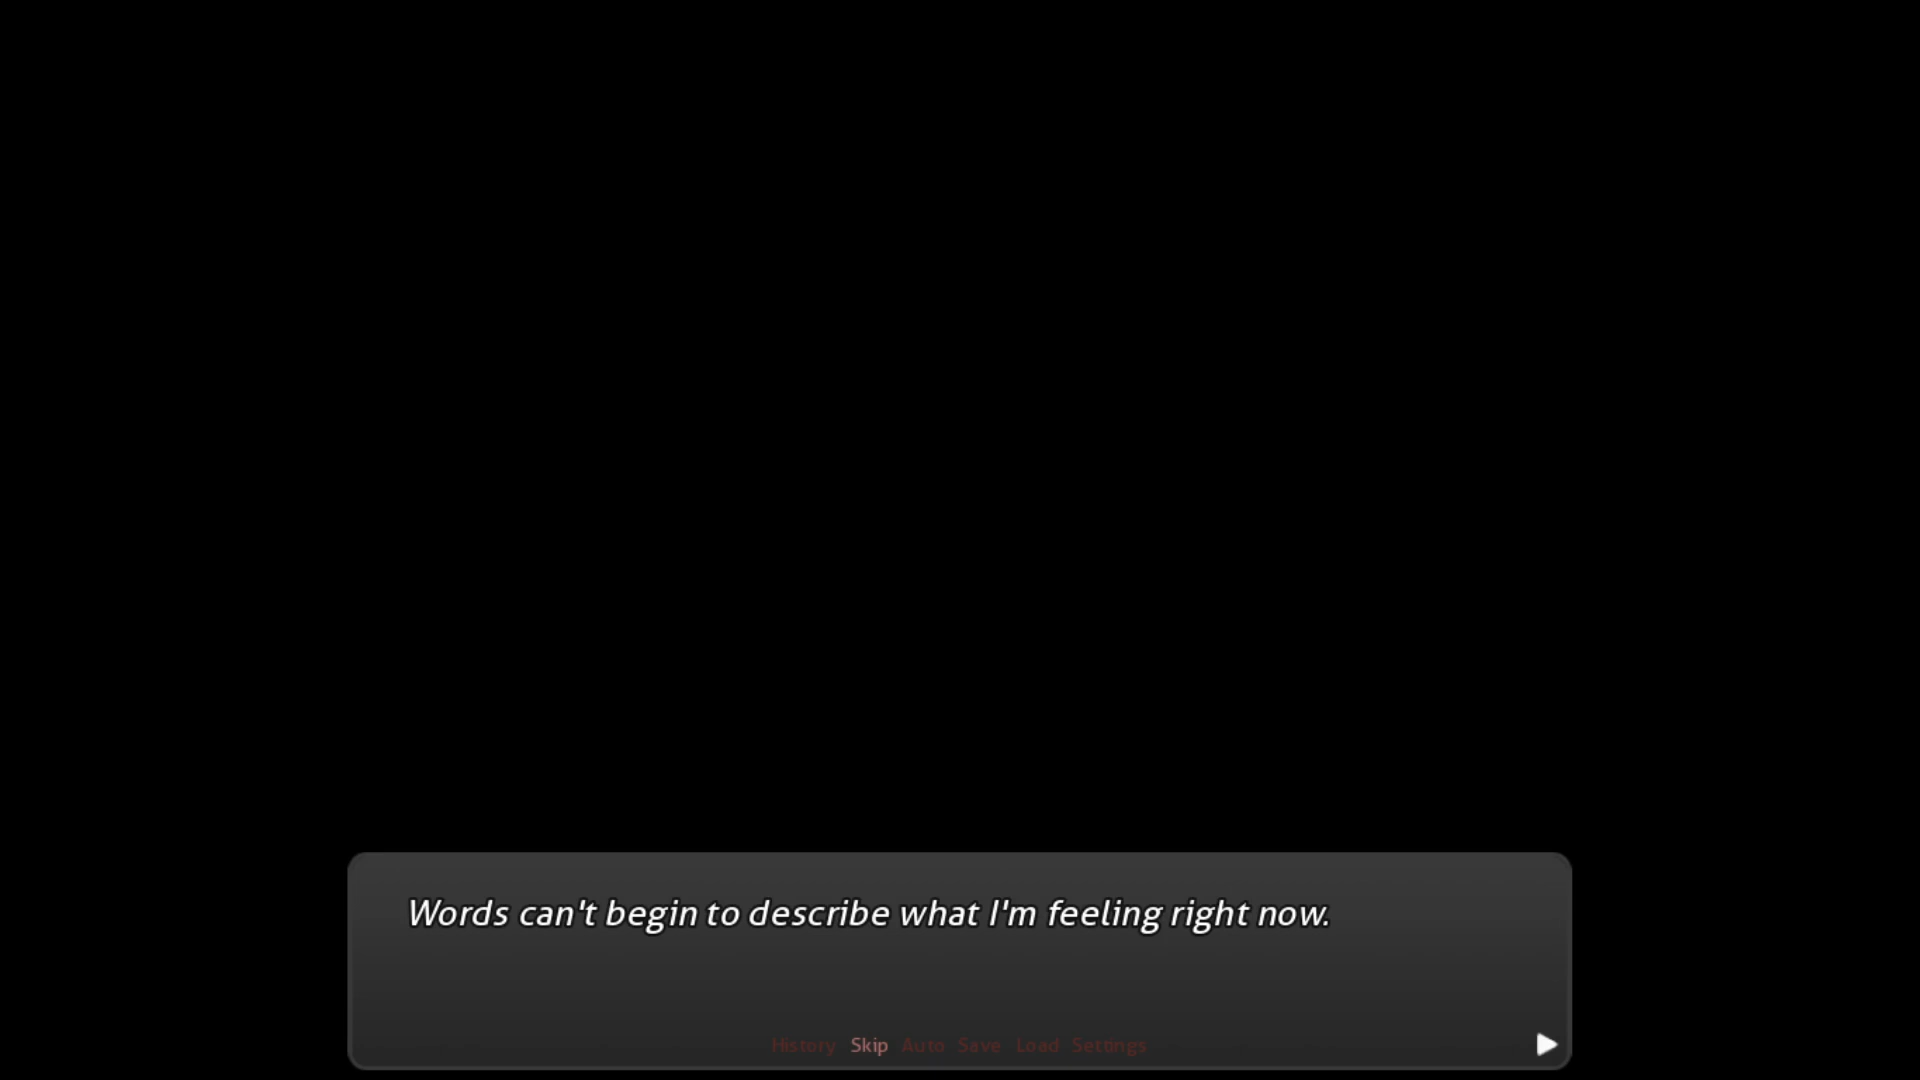 Words can't begin to describe what I'm feeling right now.
History Skip Auto Save Load Settings